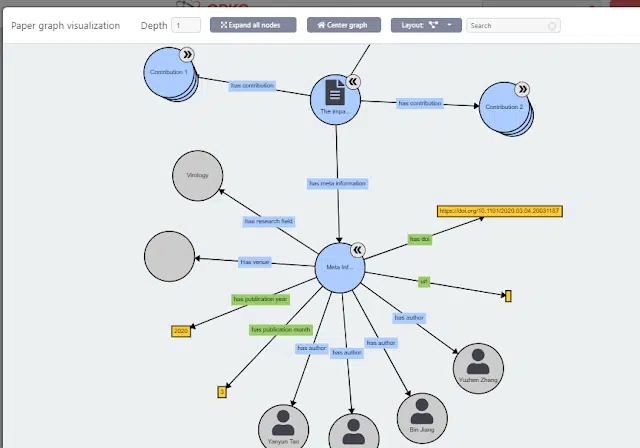 Paper graph visualization
Depth
1
Expand all nodes
Center graph
Layout:
Search
Contribution 1
has contribution
The impa...
has contribution
Contribution 2
has meta information
Virology
has research field
https://doi.org/10.1101/2020.03.04.20031187
has doi
Has venue
Meta Inf...
url
has publication year
2020
has publication month
has author
3
has author
has author
has author
Yuzhen Zhang
Yanyun Tao
Bin Jiang